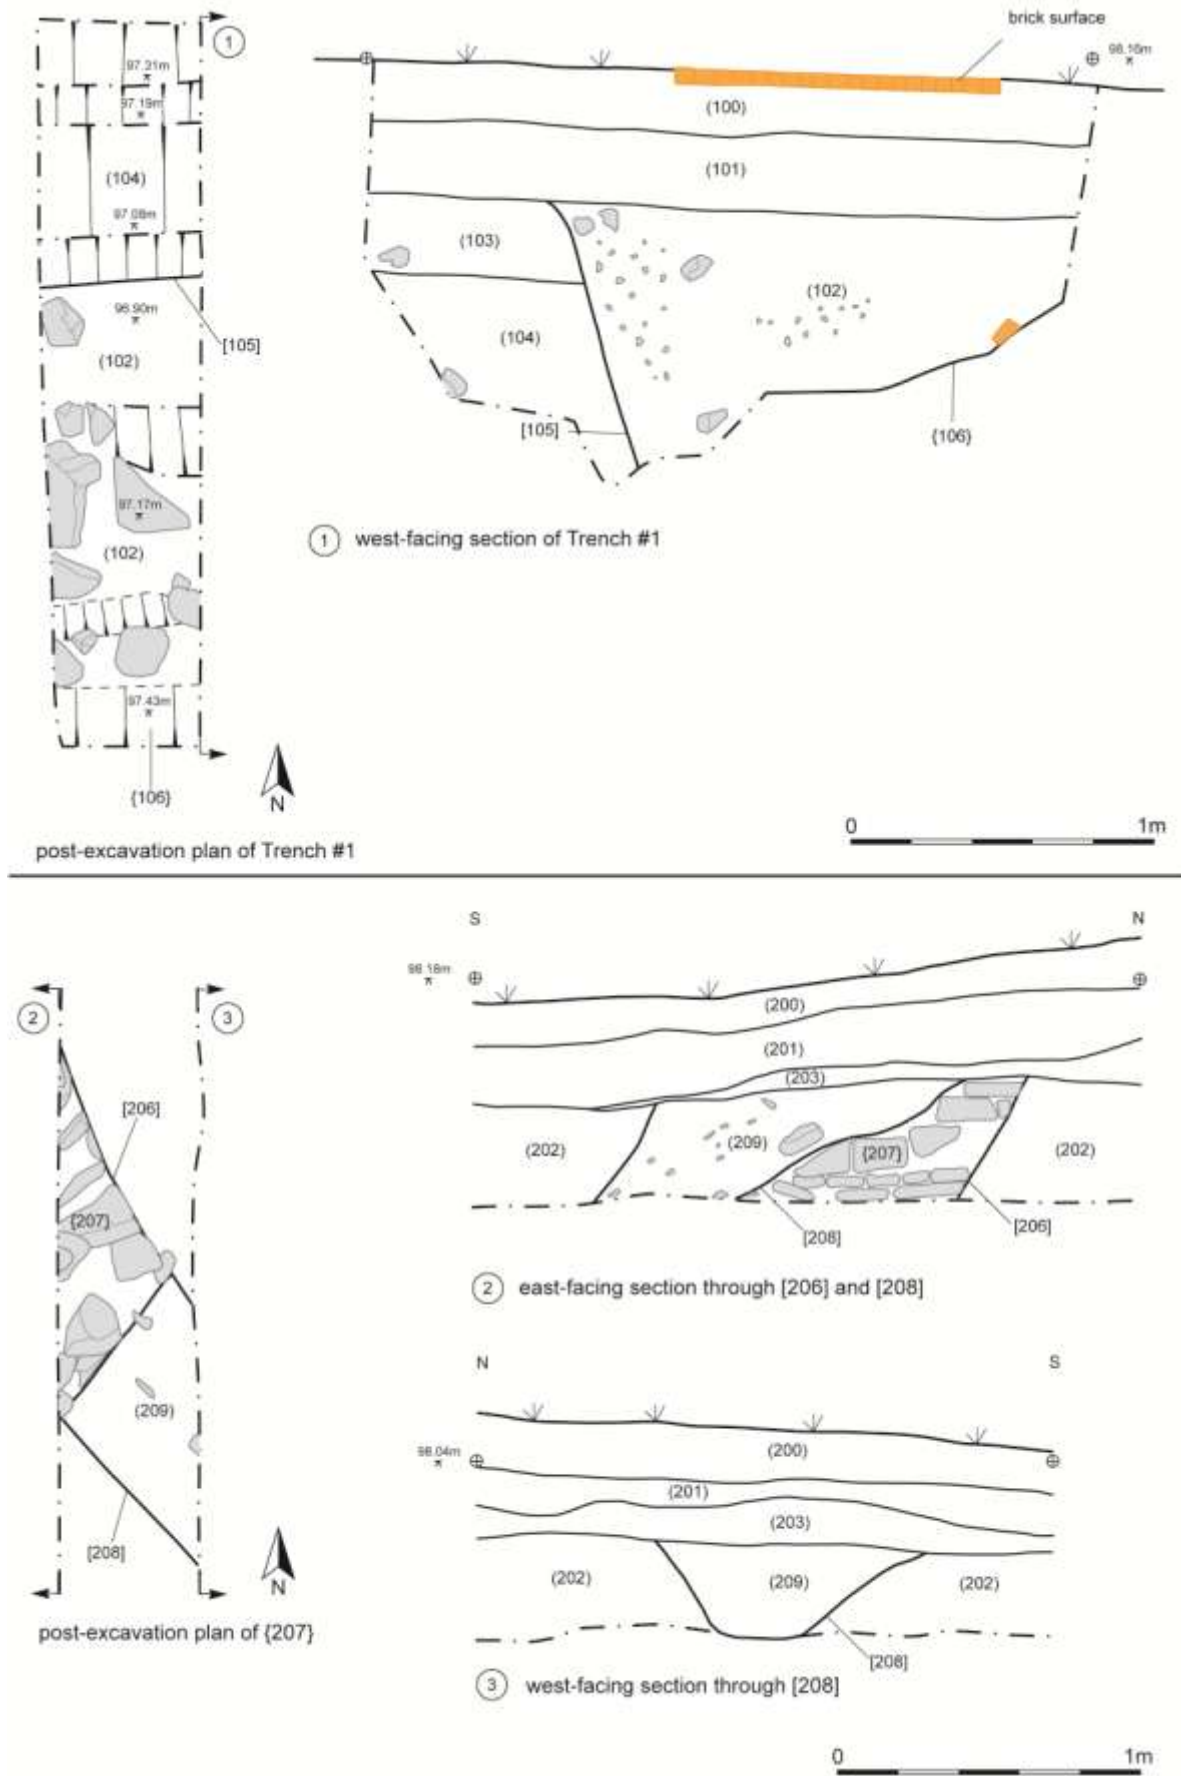 1
97.21m
97.19m
(104)
97.08m
96.90m
[105]
(102)
97.17m
(102)
97.43m
{106}
N
post-excavation plan of Trench #1
brick surface
98.16m
(100)
(101)
(103)
(102)
(104)
[105]
{106}
1 west-facing section of Trench #1
0 1m
2 3
[206]
{207}
(209)
[208]
N
post-excavation plan of {207}
S N
98.18m
(200)
(201)
(203)
(202) (209) {207} (202)
[208] [206]
2 east-facing section through [206] and [208]
N S
98.04m
(200)
(201)
(203)
(202) (209) (202)
[208]
3 west-facing section through [208]
0 1m